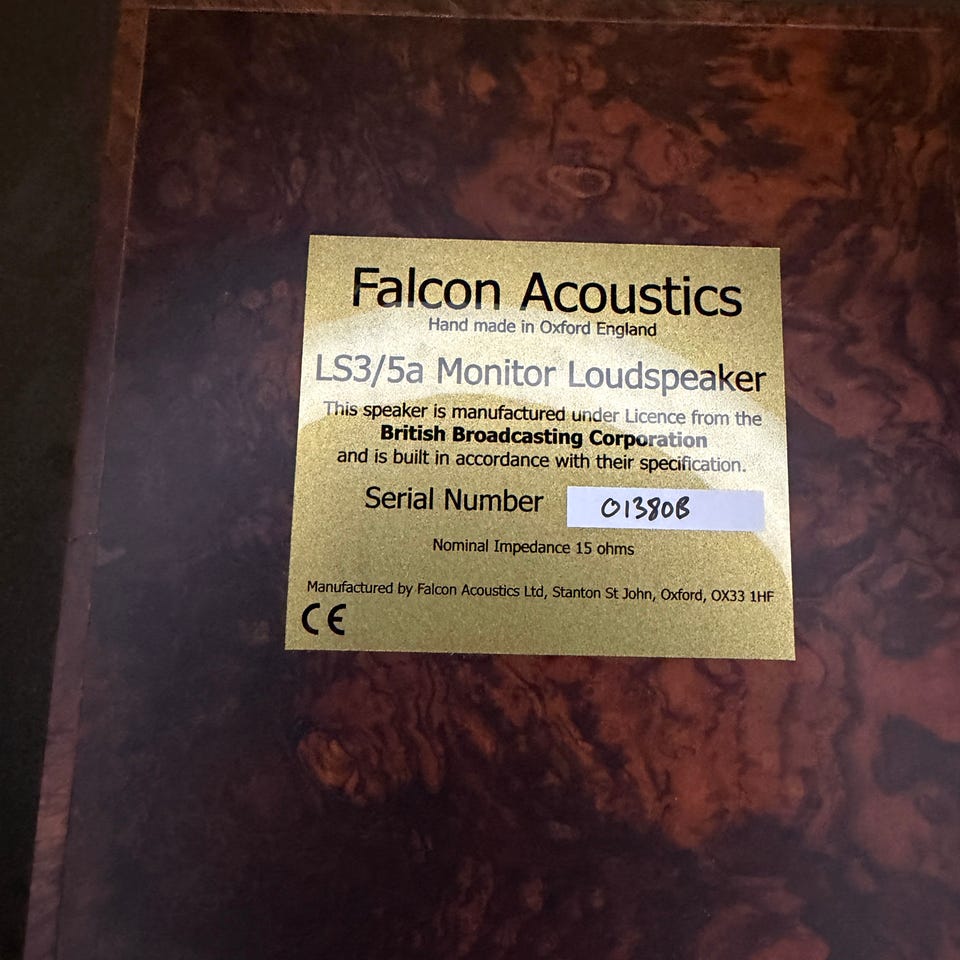 Falcon Acoustics
Hand made in Oxford England
LS3/5a Monitor Loudspeaker
This speaker is manufactured under Licence from the
British Broadcasting Corporation
and is built in accordance with their specification.
Serial Number 01380B
Nominal Impedance 15 ohms
Manufactured by Falcon Acoustics Ltd, Stanton St John, Oxford, OX33 1HF
CE